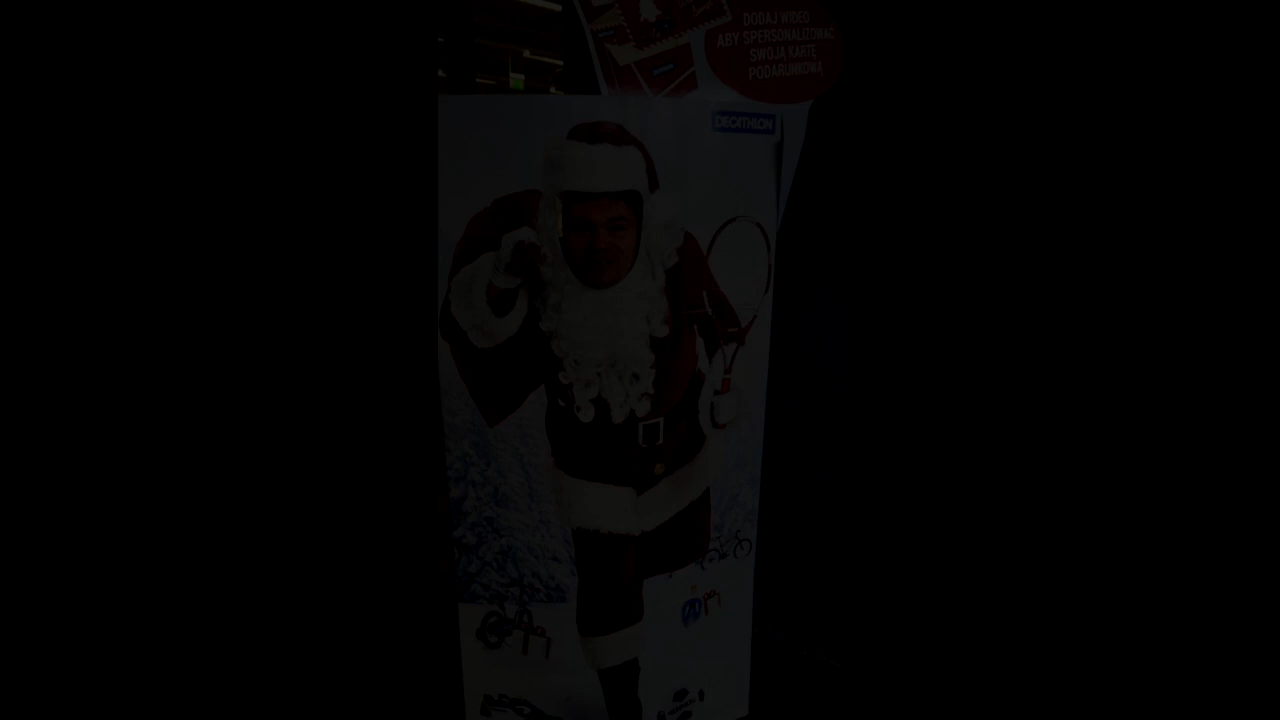 DODAJ WIDEO
ABY SPERSONALIZOWAĆ
SWOJĄ KARTĘ
PODARUNKOWĄ
DECATHLON